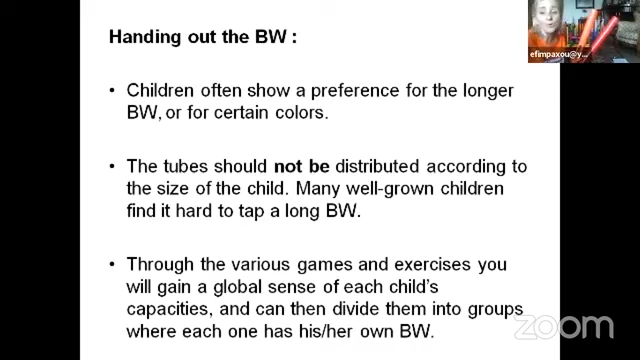 Handing out the BW :
• Children often show a preference for the longer
BW, or for certain colors.
• The tubes should not be distributed according to
the size of the child. Many well-grown children
find it hard to tap a long BW.
• Through the various games and exercises you
will gain a global sense of each child's
capacities, and can then divide them into groups
where each one has his/her own BW.
efimpaxou@y...
zoom